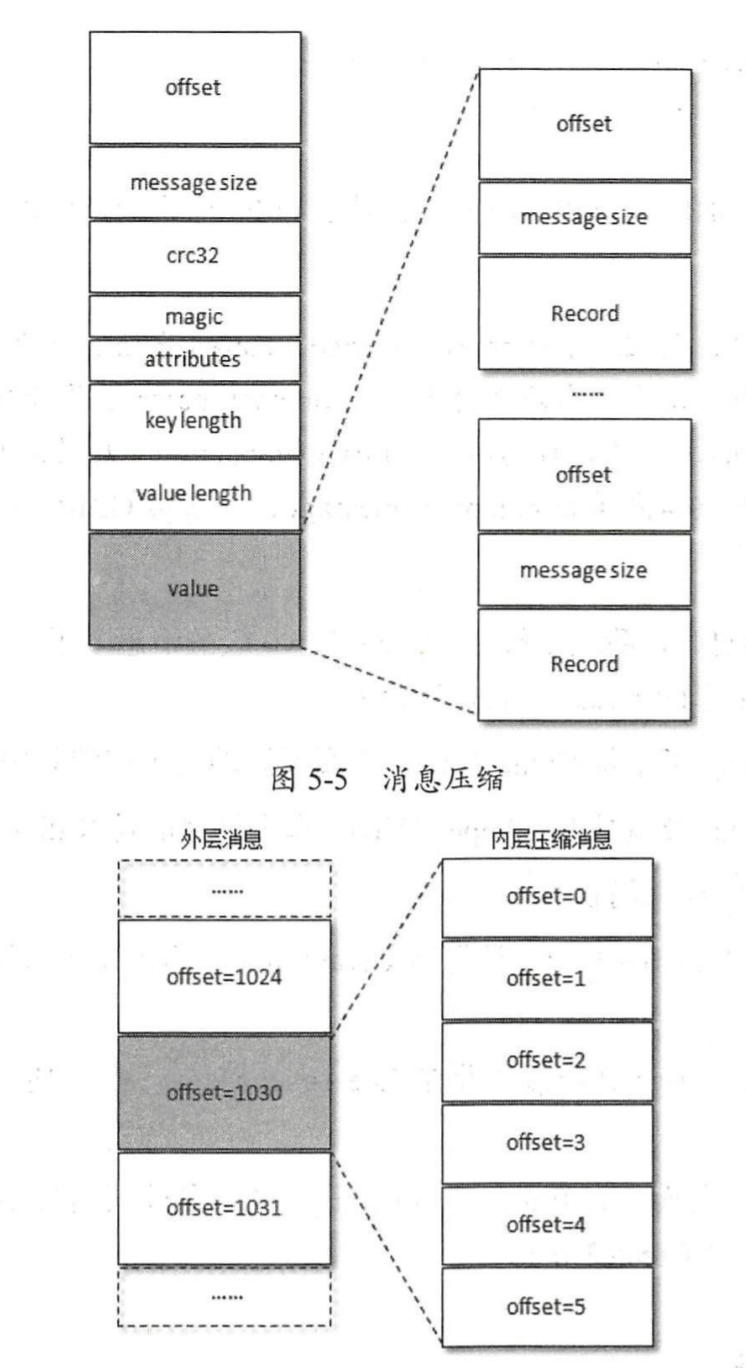 offset
message size
crc32
magic
attributes
key length
value length
value
offset
message size
Record
......
offset
message size
Record
图 5-5 消息压缩
外层消息
......
offset=1024
offset=1030
offset=1031
......
内层压缩消息
offset=0
offset=1
offset=2
offset=3
offset=4
offset=5